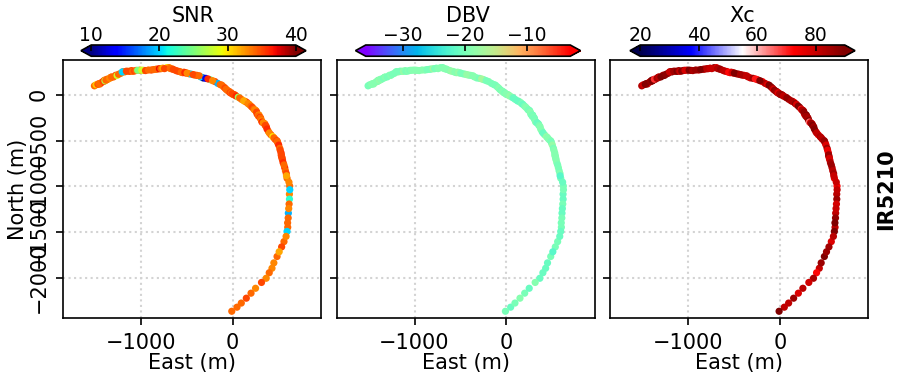 SNR
10 20 30 40
DBV
−30 −20 −10
Xc
20 40 60 80
North (m)
0
−500
−1000
−1500
−2000
−1000 0
East (m)
−1000 0
East (m)
−1000 0
East (m)
IR5210